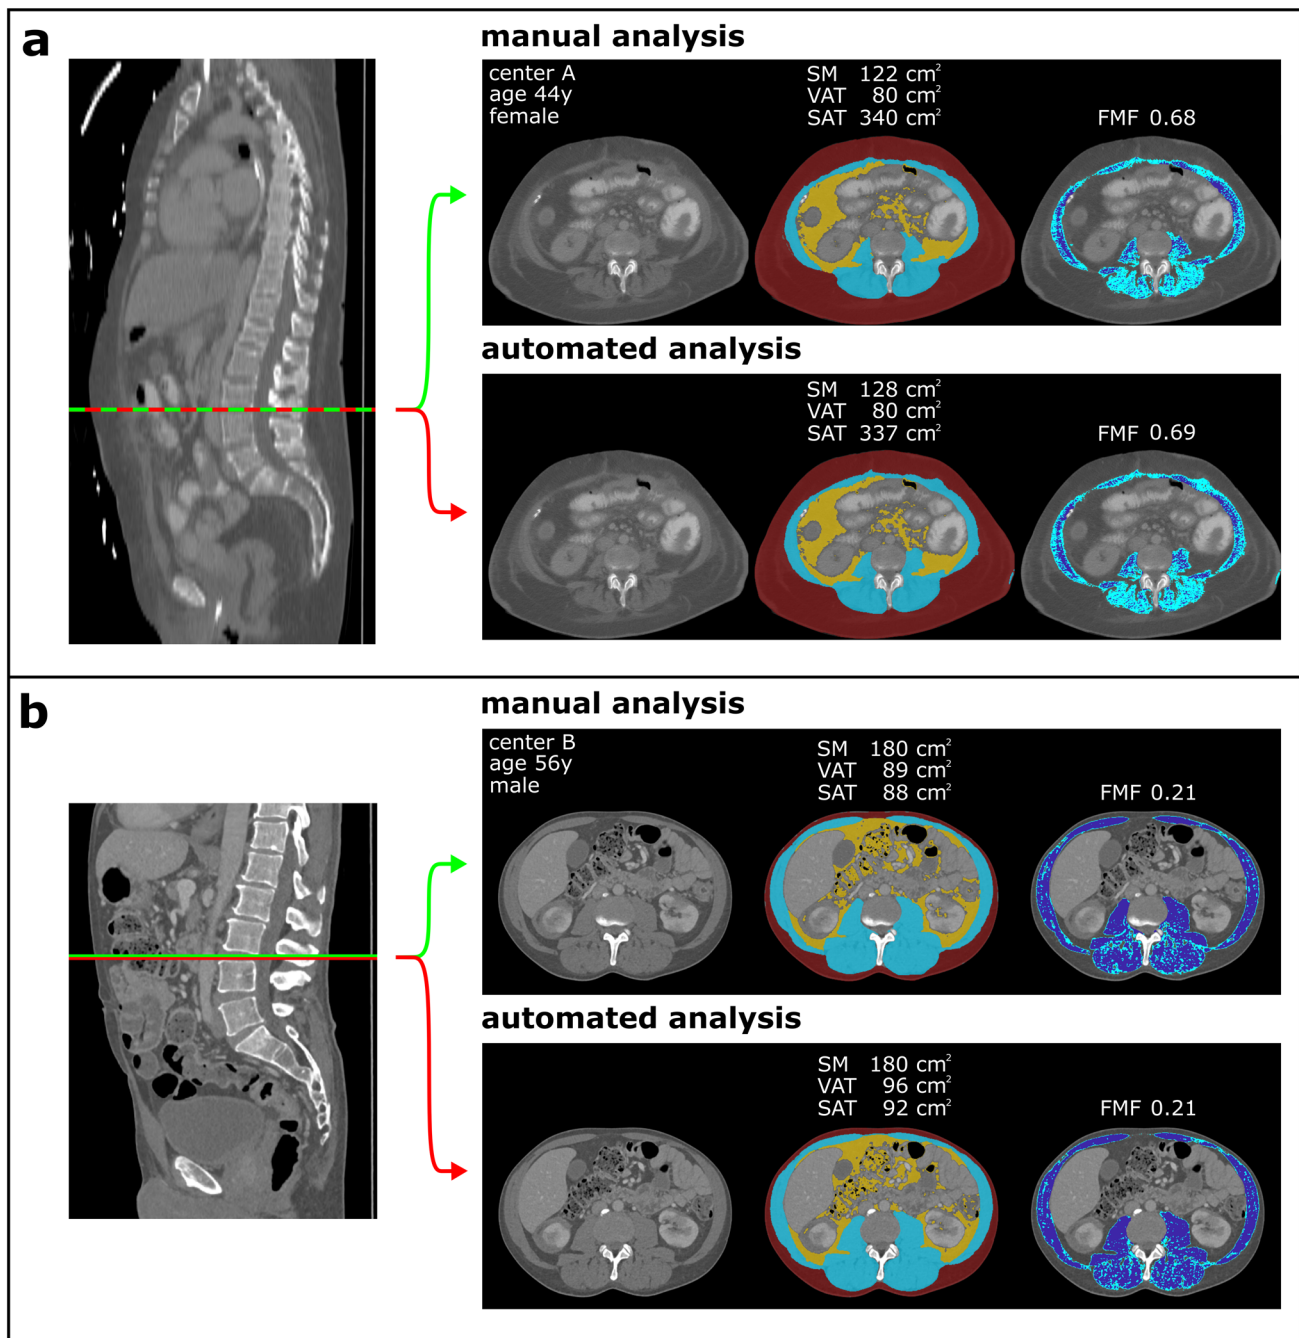 a
manual analysis
center A
age 44y
female
SM 122 cm²
VAT 80 cm²
SAT 340 cm²
FMF 0.68
automated analysis
SM 128 cm²
VAT 80 cm²
SAT 337 cm²
FMF 0.69
b
manual analysis
center B
age 56y
male
SM 180 cm²
VAT 89 cm²
SAT 88 cm²
FMF 0.21
automated analysis
SM 180 cm²
VAT 96 cm²
SAT 92 cm²
FMF 0.21